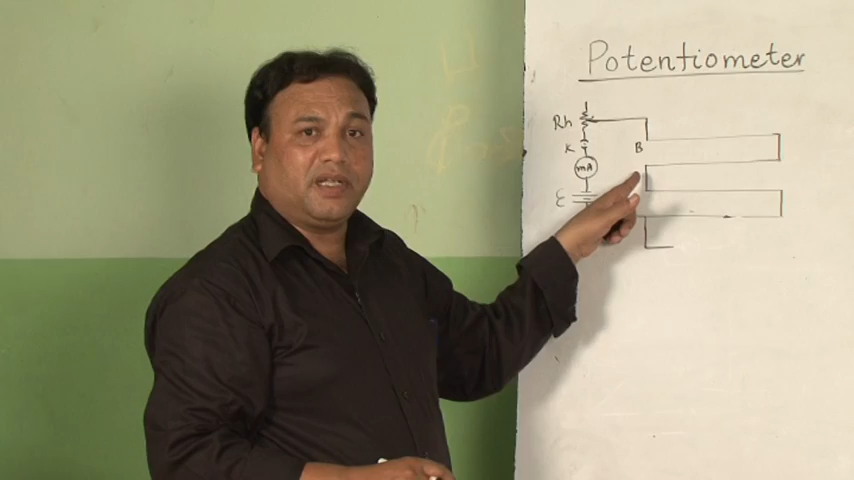 Potentiometer
Rh
K
B
mA
ε